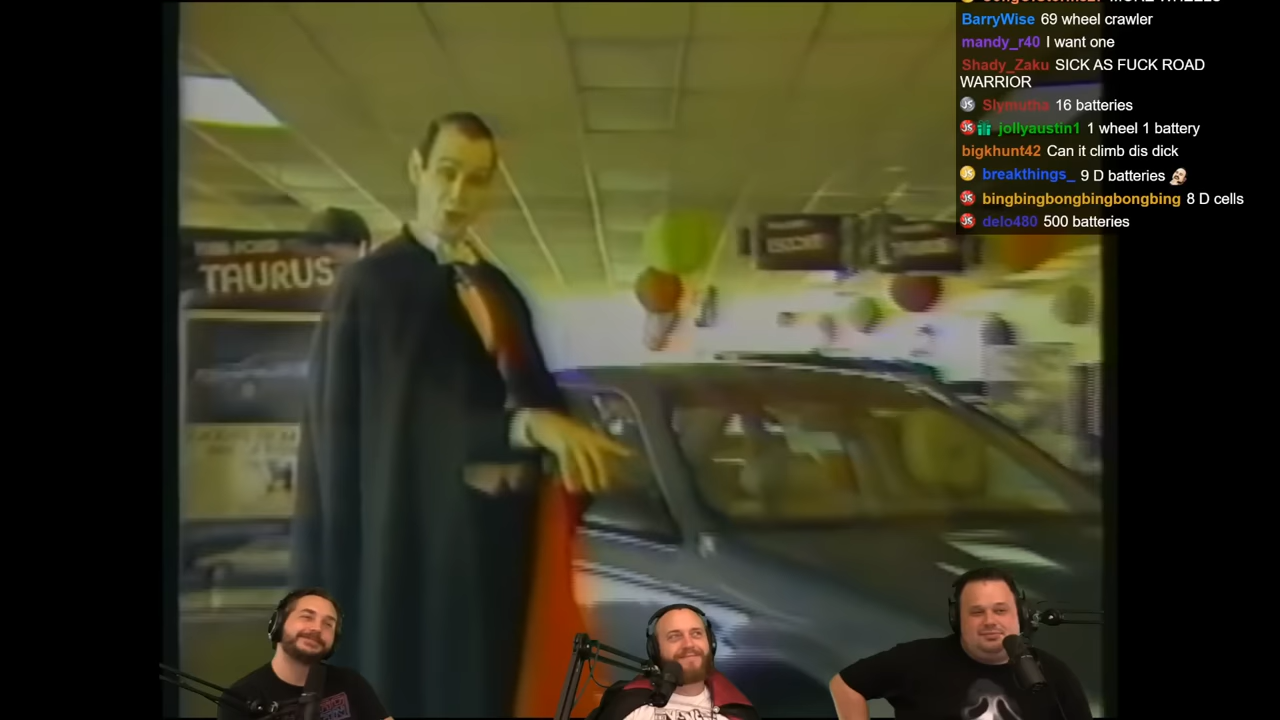 BarryWise 69 wheel crawler
mandy_r40 I want one
Shady_Zaku SICK AS FUCK ROAD
WARRIOR
Slymutha 16 batteries
jollyaustin1 1 wheel 1 battery
bigkhunt42 Can it climb dis dick
breakthings_ 9 D batteries
bingbingbongbingbongbing 8 D cells
delo480 500 batteries
FORD
TAURUS
ESCORT
TAURUS